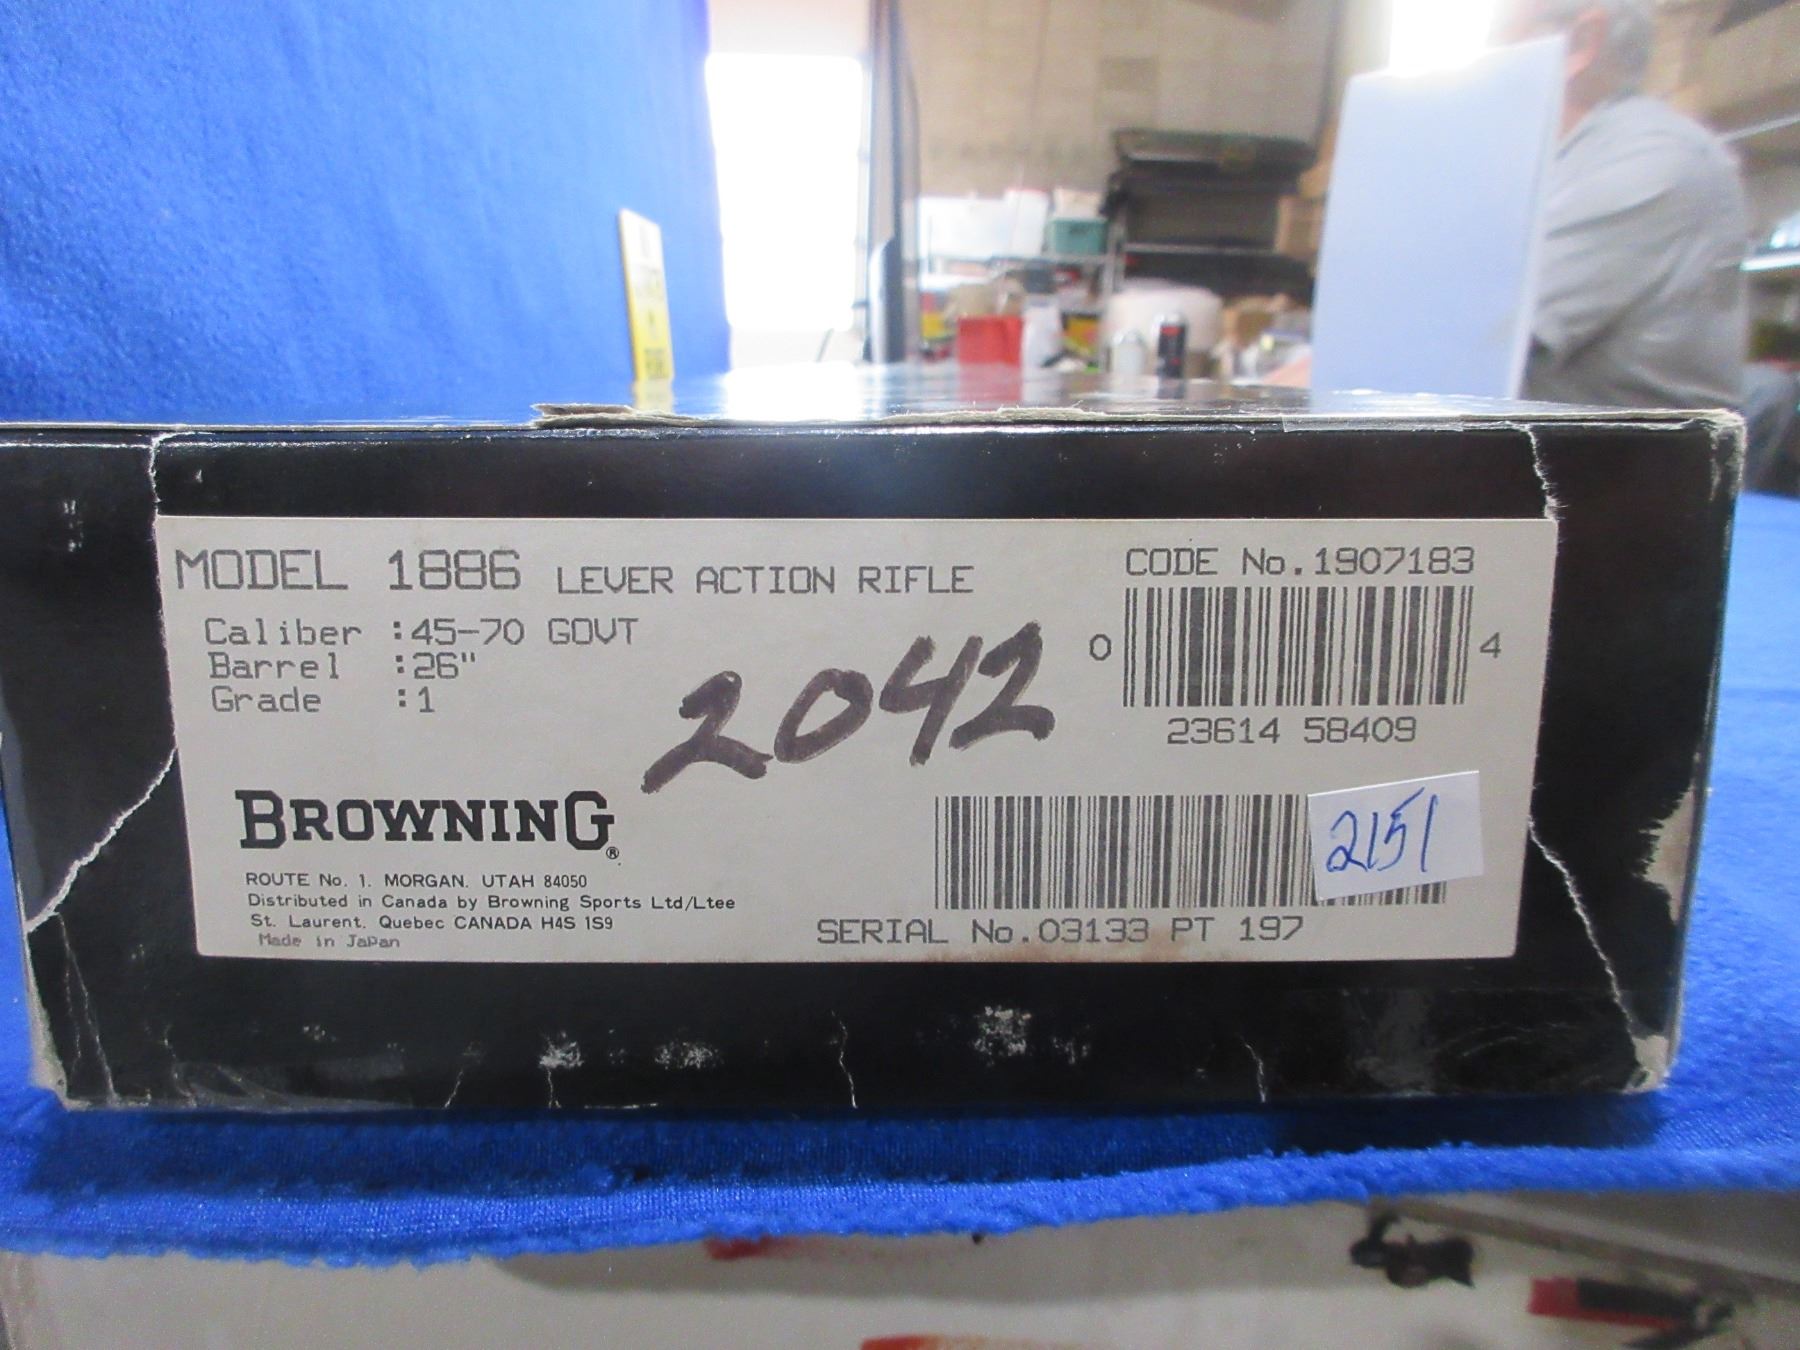 MODEL 1886 LEVER ACTION RIFLE
Caliber :45-70 GOVT
Barrel :26"
Grade :1
CODE No.1907183
0 4
23614 58409
2042
BROWNING®
ROUTE No. 1. MORGAN. UTAH 84050
Distributed in Canada by Browning Sports Ltd/Ltee
St. Laurent. Quebec CANADA H4S 1S9
Made in Japan
2151
SERIAL No.03133 PT 197